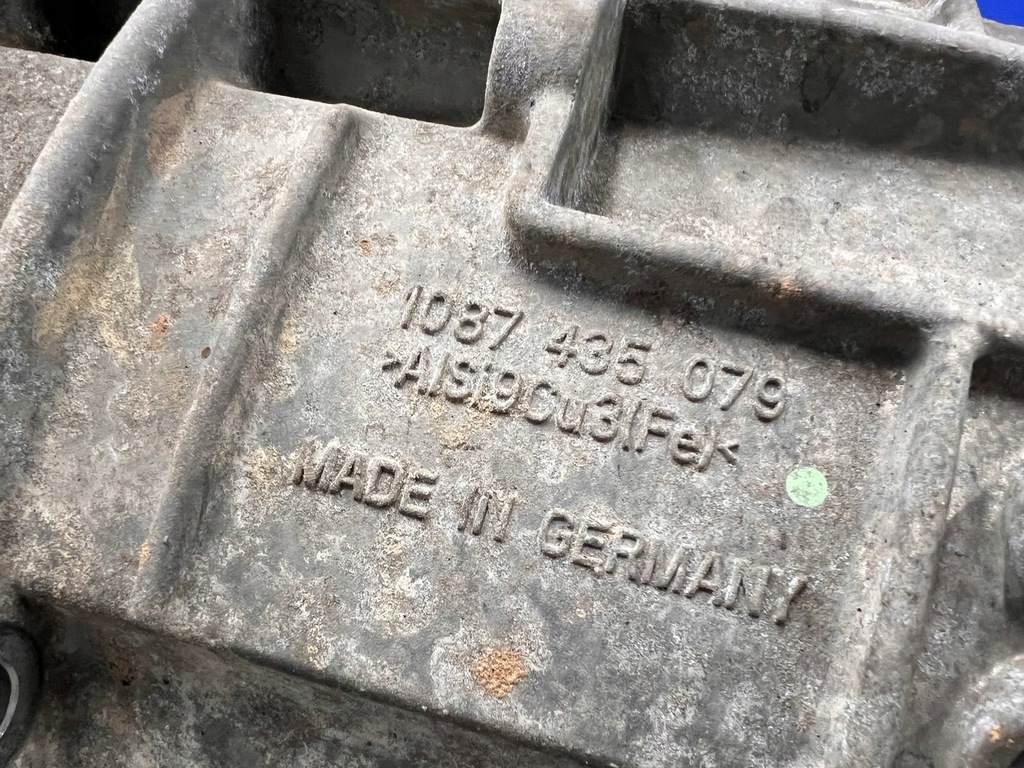 1087 435 079
>AlSi9Cu3(Fe)<
MADE IN GERMANY